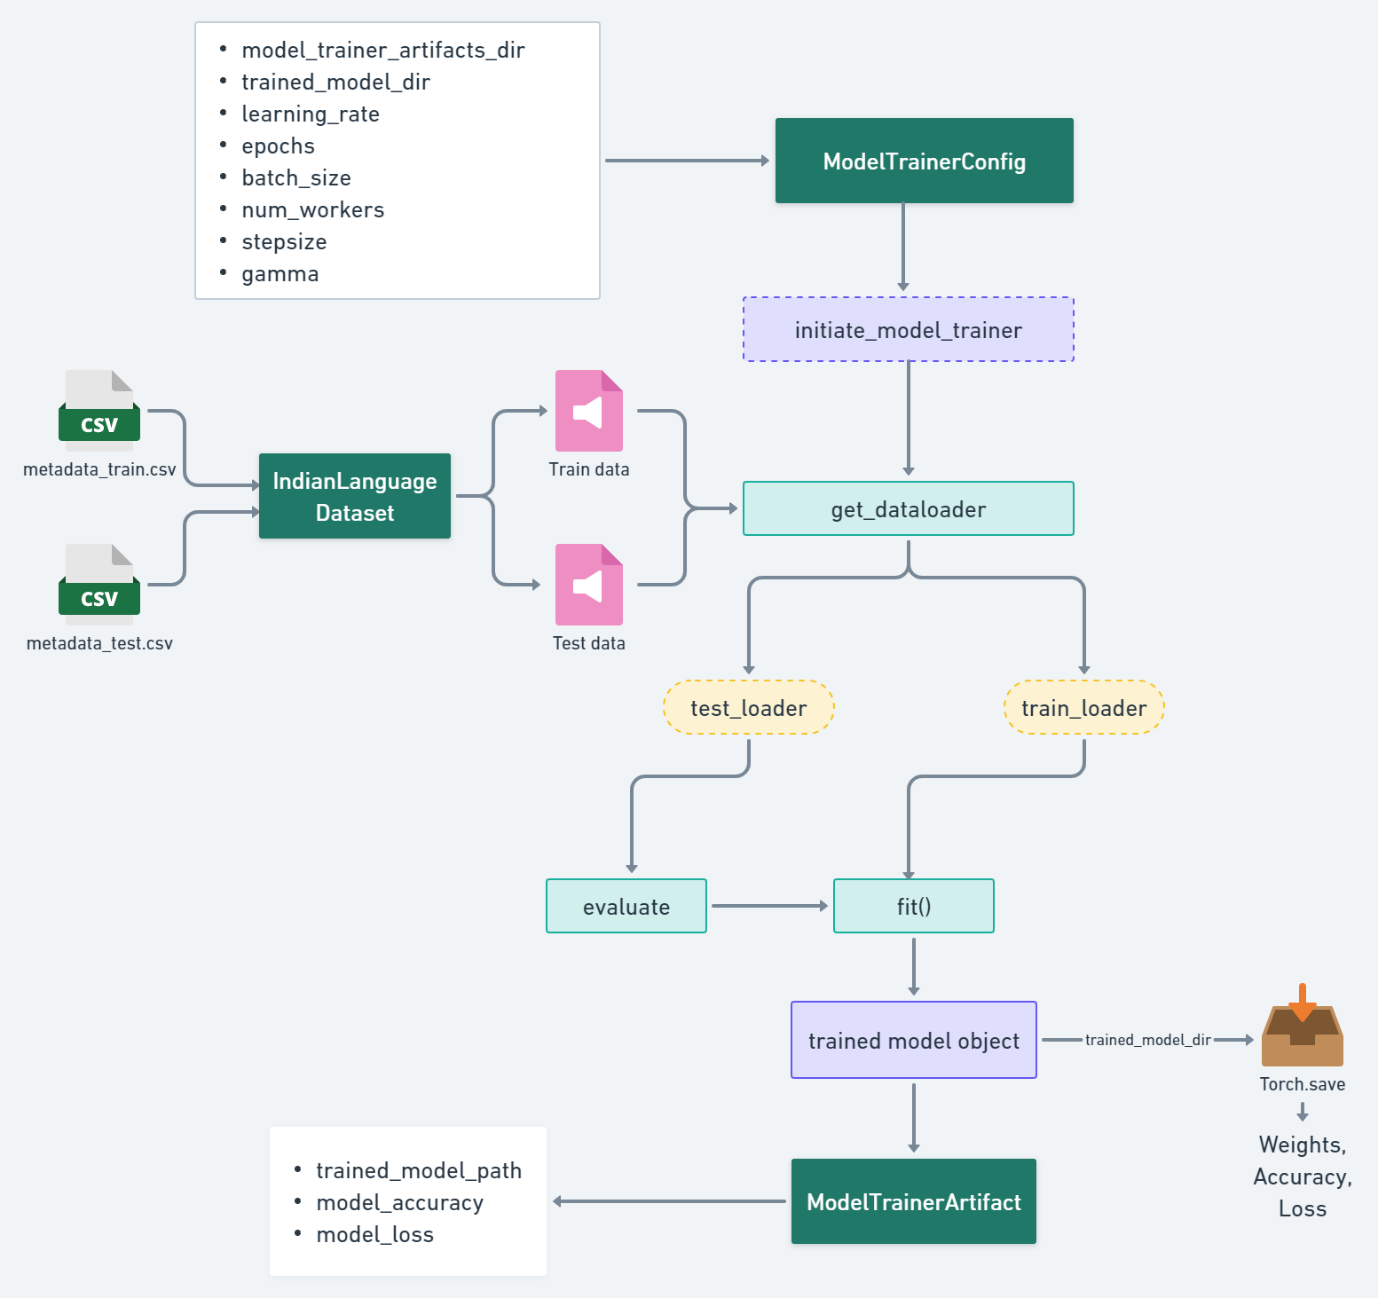 • model_trainer_artifacts_dir
• trained_model_dir
• learning_rate
• epochs
• batch_size
• num_workers
• stepsize
• gamma
ModelTrainerConfig
initiate_model_trainer
CSV
metadata_train.csv
CSV
metadata_test.csv
IndianLanguage
Dataset
Train data
Test data
get_dataloader
test_loader
train_loader
evaluate
fit()
trained model object
trained_model_dir
Torch.save
Weights,
Accuracy,
Loss
ModelTrainerArtifact
• trained_model_path
• model_accuracy
• model_loss